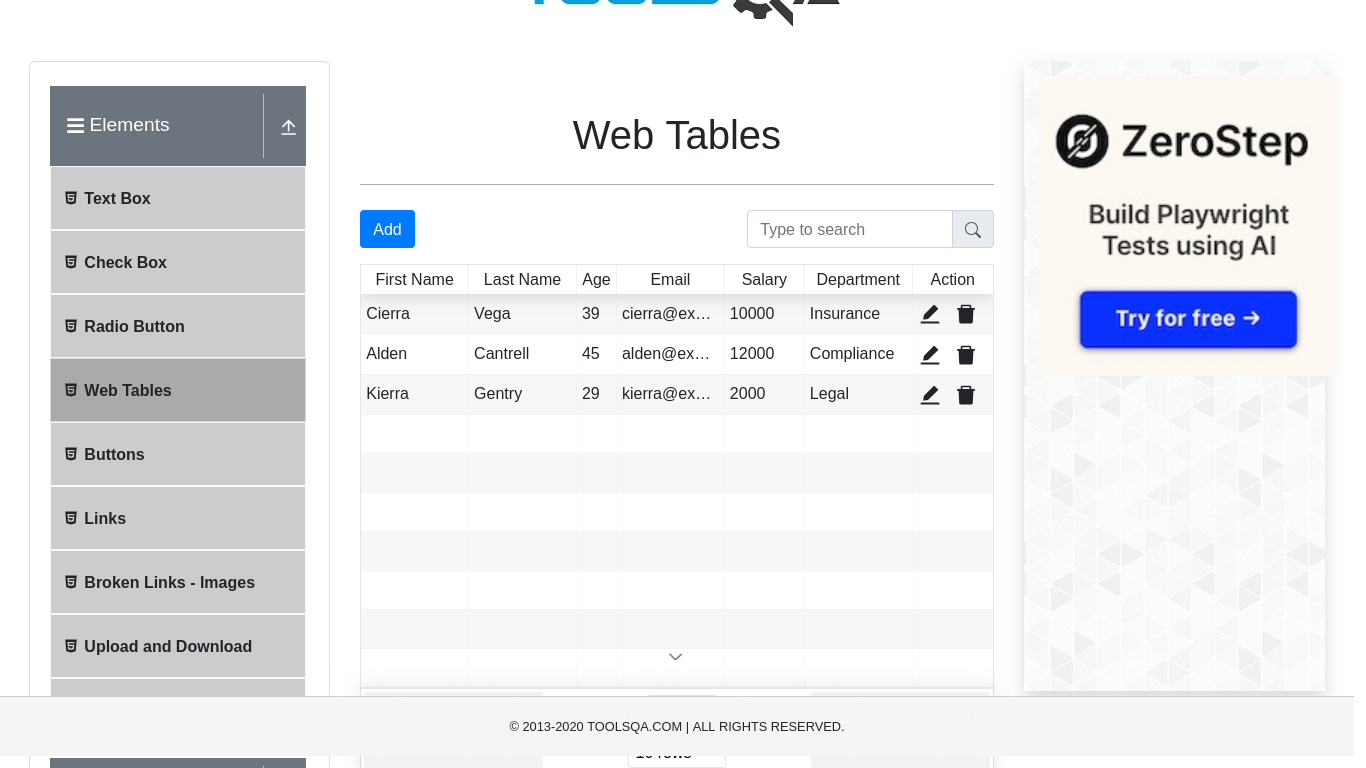 Elements
Text Box
Check Box
Radio Button
Web Tables
Buttons
Links
Broken Links - Images
Upload and Download
Web Tables
Add
Type to search
First Name Last Name Age Email Salary Department Action
Cierra Vega 39 cierra@ex… 10000 Insurance
Alden Cantrell 45 alden@ex… 12000 Compliance
Kierra Gentry 29 kierra@ex… 2000 Legal
ZeroStep
Build Playwright
Tests using AI
Try for free →
© 2013-2020 TOOLSQA.COM | ALL RIGHTS RESERVED.